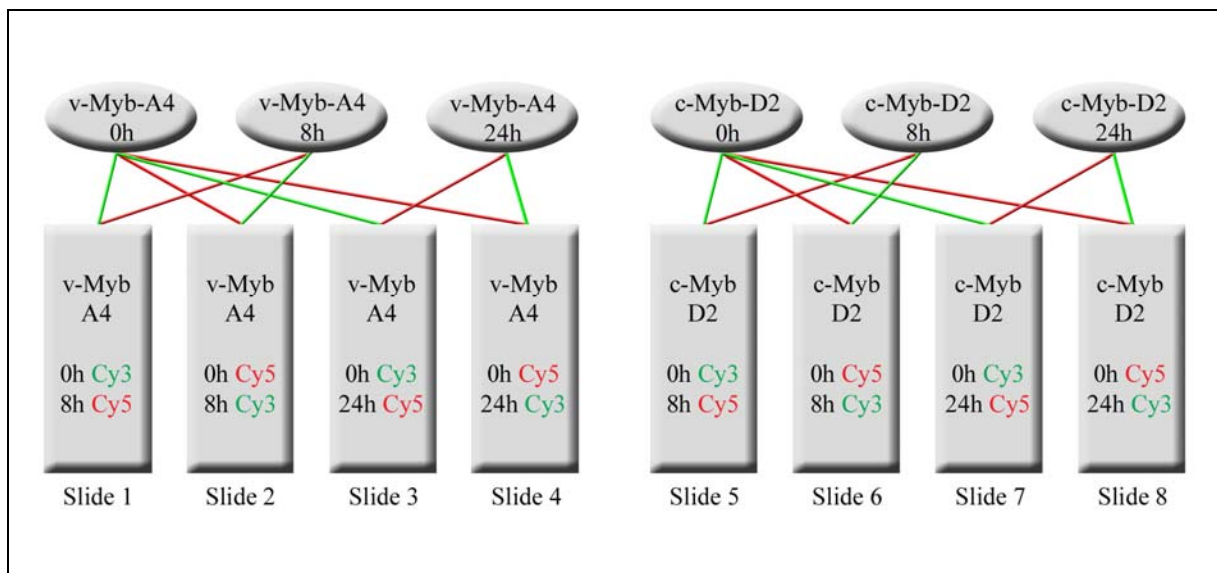 v-Myb-A4
0h
v-Myb-A4
8h
v-Myb-A4
24h
c-Myb-D2
0h
c-Myb-D2
8h
c-Myb-D2
24h
v-Myb
A4
0h Cy3
8h Cy5
Slide 1
v-Myb
A4
0h Cy5
8h Cy3
Slide 2
v-Myb
A4
0h Cy3
24h Cy5
Slide 3
v-Myb
A4
0h Cy5
24h Cy3
Slide 4
c-Myb
D2
0h Cy3
8h Cy5
Slide 5
c-Myb
D2
0h Cy5
8h Cy3
Slide 6
c-Myb
D2
0h Cy3
24h Cy5
Slide 7
c-Myb
D2
0h Cy5
24h Cy3
Slide 8